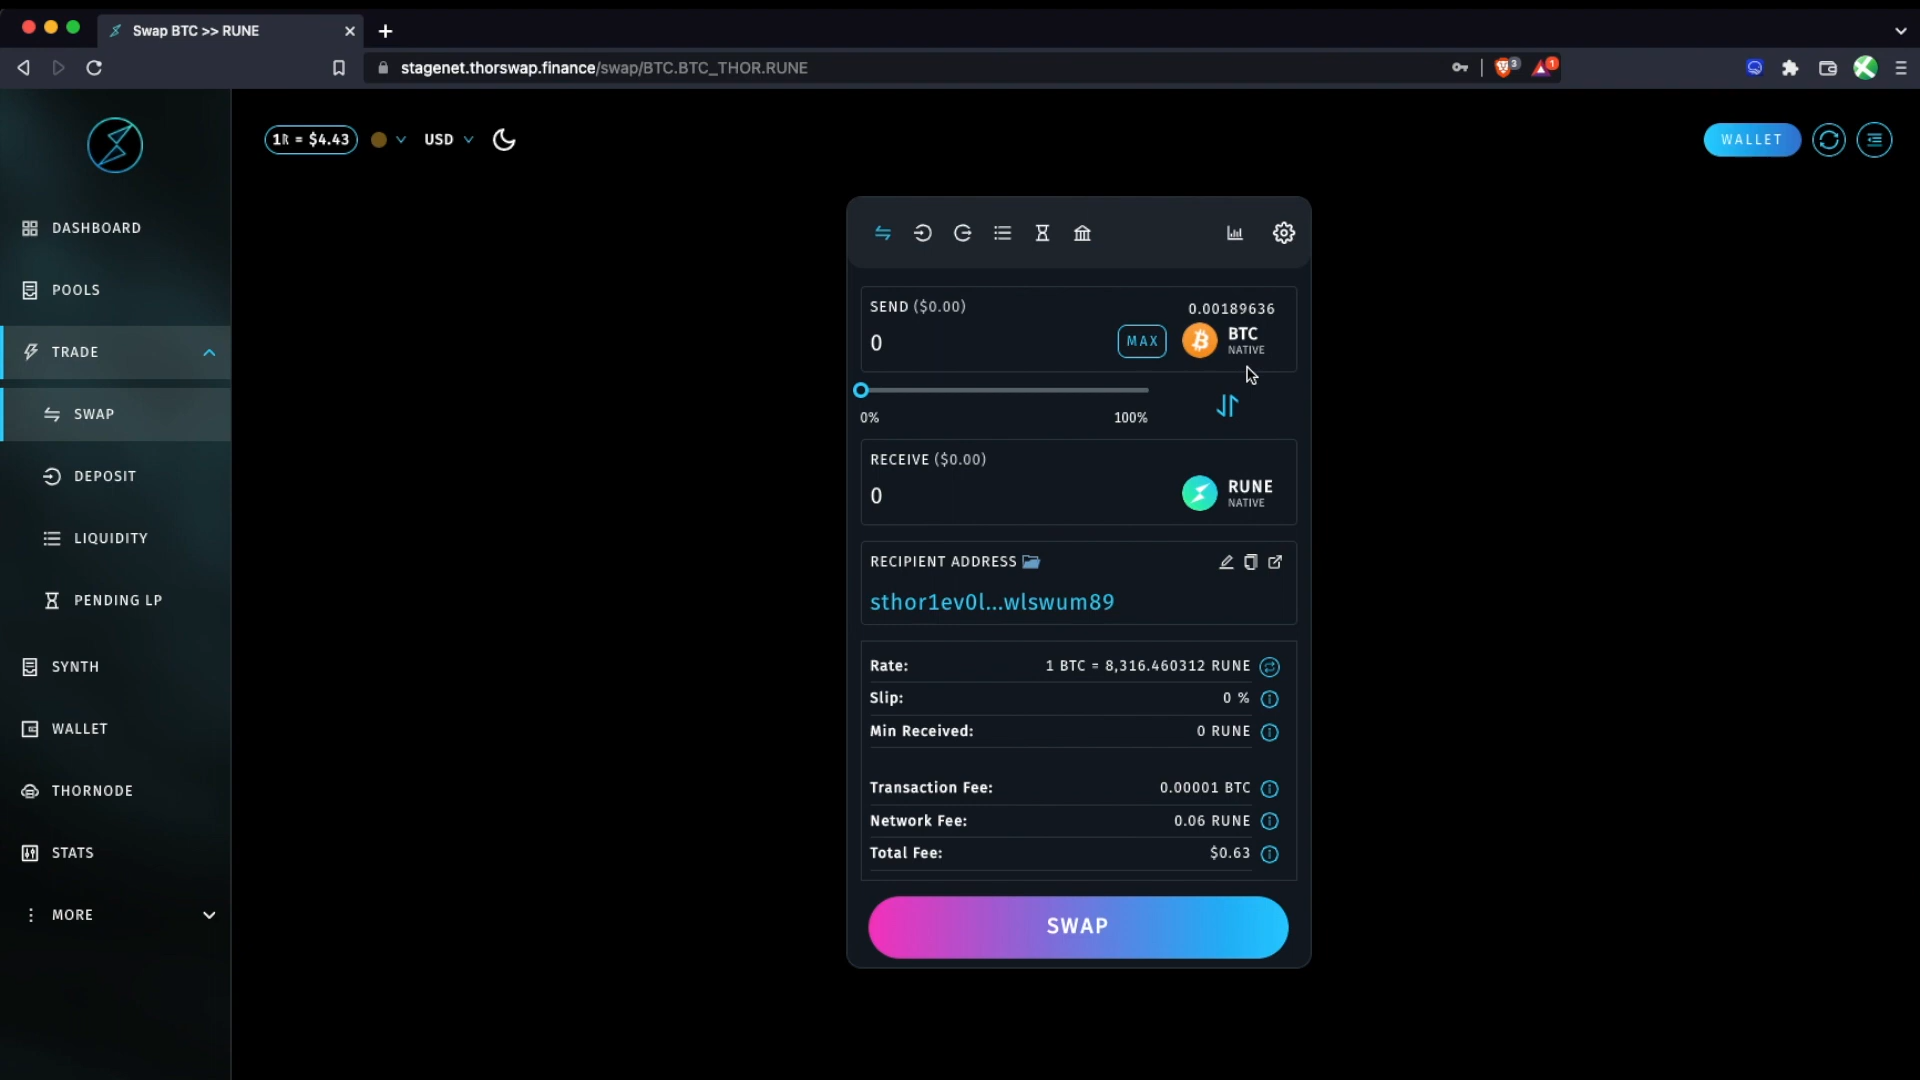 Swap BTC >> RUNE
stagenet.thorswap.finance/swap/BTC.BTC_THOR.RUNE
3
1
1ᚱ = $4.43
USD
WALLET
DASHBOARD
POOLS
TRADE
SWAP
DEPOSIT
LIQUIDITY
PENDING LP
SYNTH
WALLET
THORNODE
STATS
MORE
SEND ($0.00)
0.00189636
0
MAX
BTC
NATIVE
0%
100%
RECEIVE ($0.00)
0
RUNE
NATIVE
RECIPIENT ADDRESS
sthor1ev0l...wlswum89
Rate: 1 BTC = 8,316.460312 RUNE
Slip: 0 %
Min Received: 0 RUNE
Transaction Fee: 0.00001 BTC
Network Fee: 0.06 RUNE
Total Fee: $0.63
SWAP